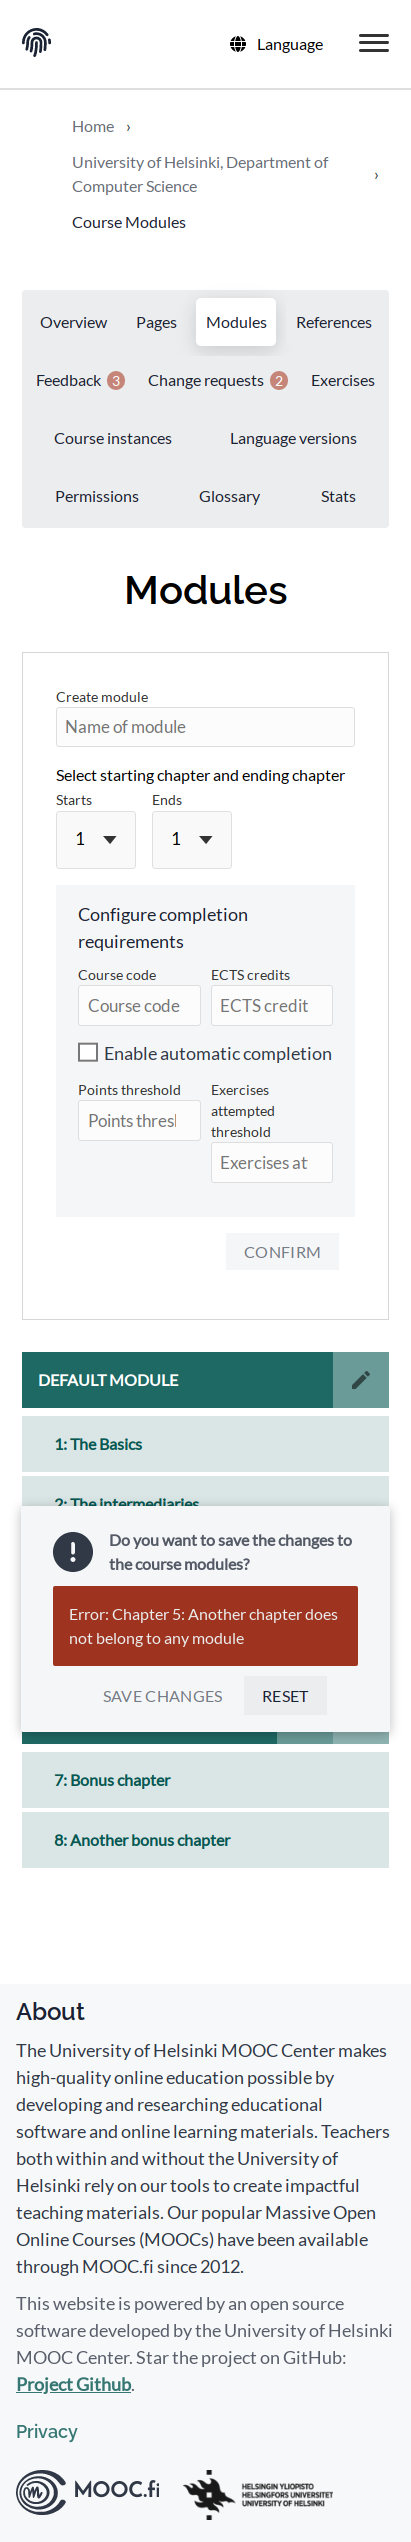 Language
Home ›
University of Helsinki, Department of
Computer Science ›
Course Modules
Overview Pages Modules References
Feedback 3 Change requests 2 Exercises
Course instances Language versions
Permissions Glossary Stats
Modules
Create module
Name of module
Select starting chapter and ending chapter
Starts Ends
1 1
Configure completion
requirements
Course code ECTS credits
Course code ECTS credit
Enable automatic completion
Points threshold Exercises
attempted
threshold
Points thresh
Exercises at
CONFIRM
DEFAULT MODULE
1: The Basics
2: The intermediaries
Do you want to save the changes to
the course modules?
Error: Chapter 5: Another chapter does
not belong to any module
SAVE CHANGES RESET
7: Bonus chapter
8: Another bonus chapter
About
The University of Helsinki MOOC Center makes
high-quality online education possible by
developing and researching educational
software and online learning materials. Teachers
both within and without the University of
Helsinki rely on our tools to create impactful
teaching materials. Our popular Massive Open
Online Courses (MOOCs) have been available
through MOOC.fi since 2012.
This website is powered by an open source
software developed by the University of Helsinki
MOOC Center. Star the project on GitHub:
Project Github.
Privacy
MOOC.fi
HELSINGIN YLIOPISTO
HELSINGFORS UNIVERSITET
UNIVERSITY OF HELSINKI